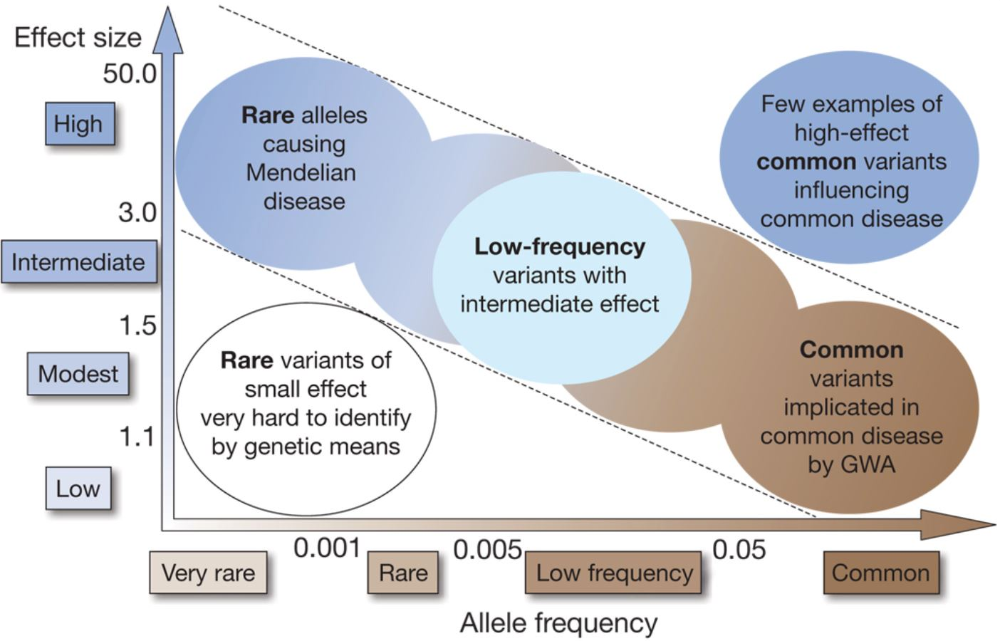 Effect size
50.0
High
3.0
Intermediate
1.5
Modest
1.1
Low
Rare alleles
causing
Mendelian
disease
Few examples of
high-effect
common variants
influencing
common disease
Low-frequency
variants with
intermediate effect
Rare variants of
small effect
very hard to identify
by genetic means
Common
variants
implicated in
common disease
by GWA
0.001
0.005
0.05
Very rare
Rare
Low frequency
Common
Allele frequency